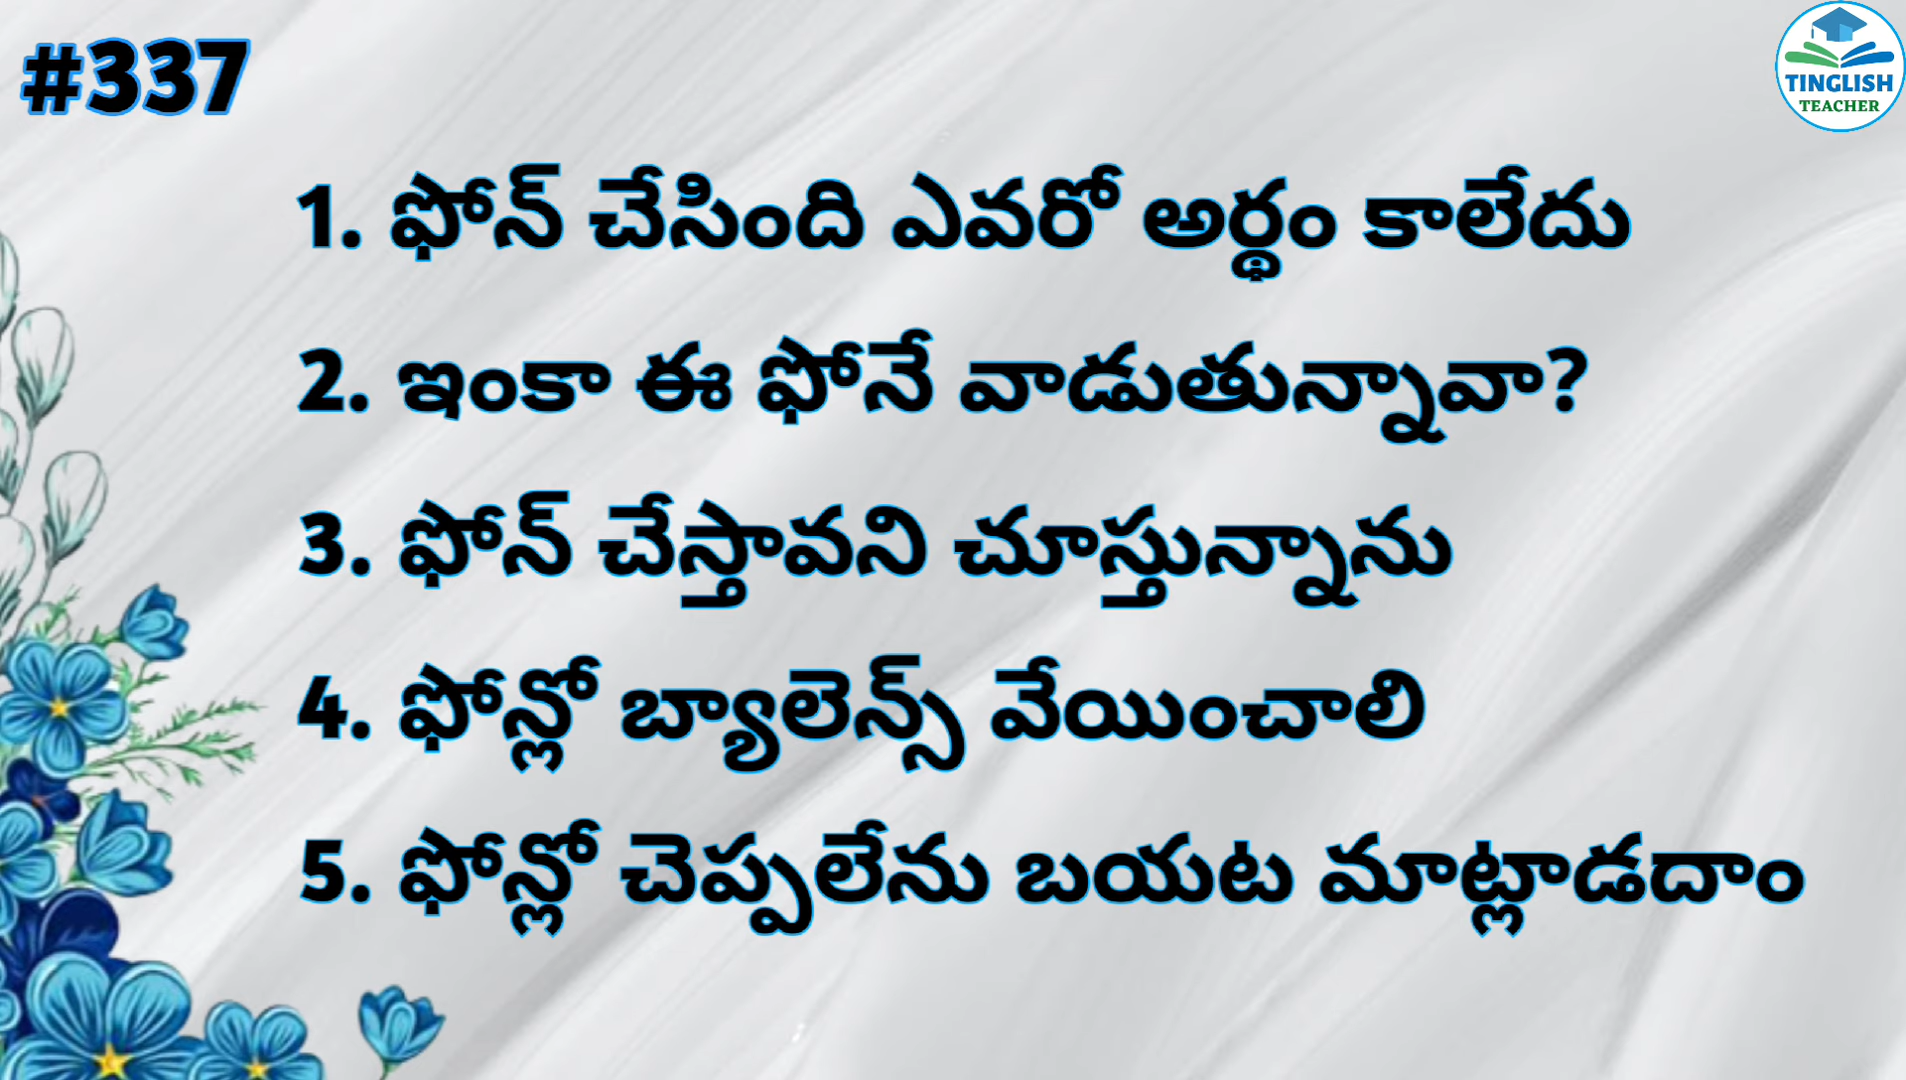 #337
TINGLISH
TEACHER
1. ఫోన్ చేసింది ఎవరో అర్థం కాలేదు
2. ఇంకా ఈ ఫోనే వాడుతున్నావా?
3. ఫోన్ చేస్తావని చూస్తున్నాను
4. ఫోన్లో బ్యాలెన్స్ వేయించాలి
5. ఫోన్లో చెప్పలేను బయట మాట్లాడదాం